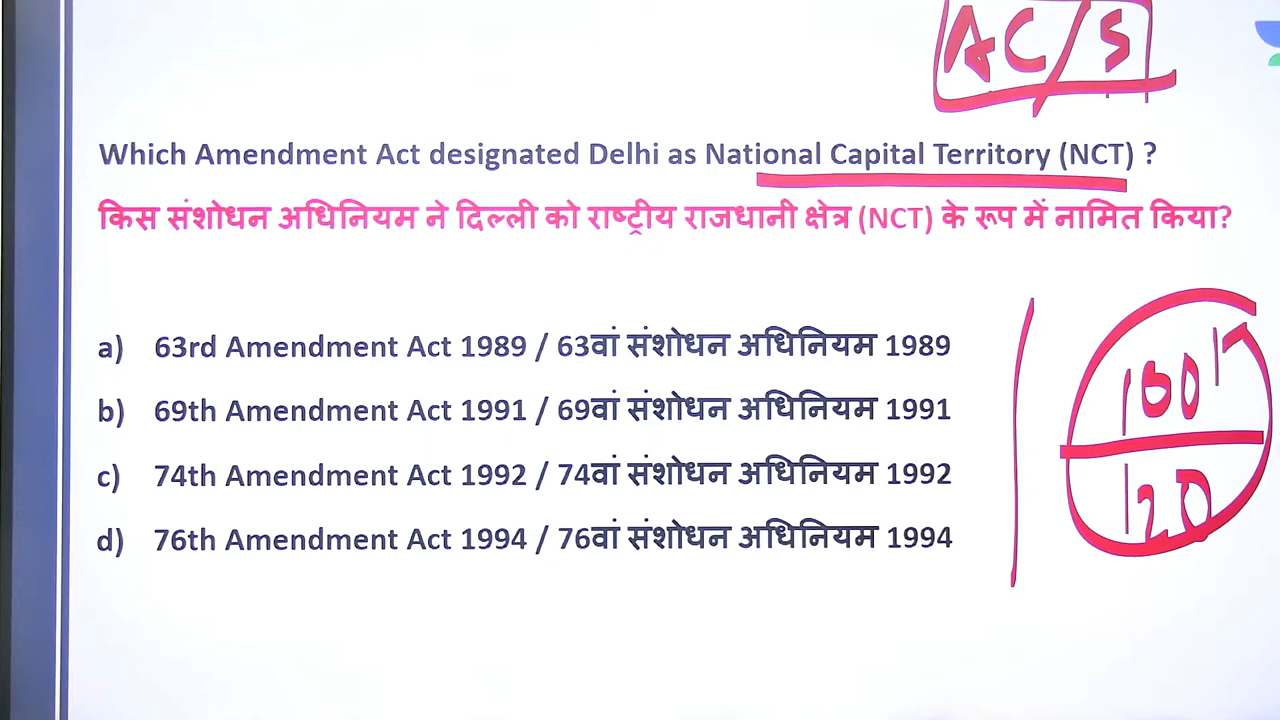 AC/S
Which Amendment Act designated Delhi as National Capital Territory (NCT) ?
किस संशोधन अधिनियम ने दिल्ली को राष्ट्रीय राजधानी क्षेत्र (NCT) के रूप में नामित किया?
a) 63rd Amendment Act 1989 / 63वां संशोधन अधिनियम 1989
b) 69th Amendment Act 1991 / 69वां संशोधन अधिनियम 1991
c) 74th Amendment Act 1992 / 74वां संशोधन अधिनियम 1992
d) 76th Amendment Act 1994 / 76वां संशोधन अधिनियम 1994
100
120